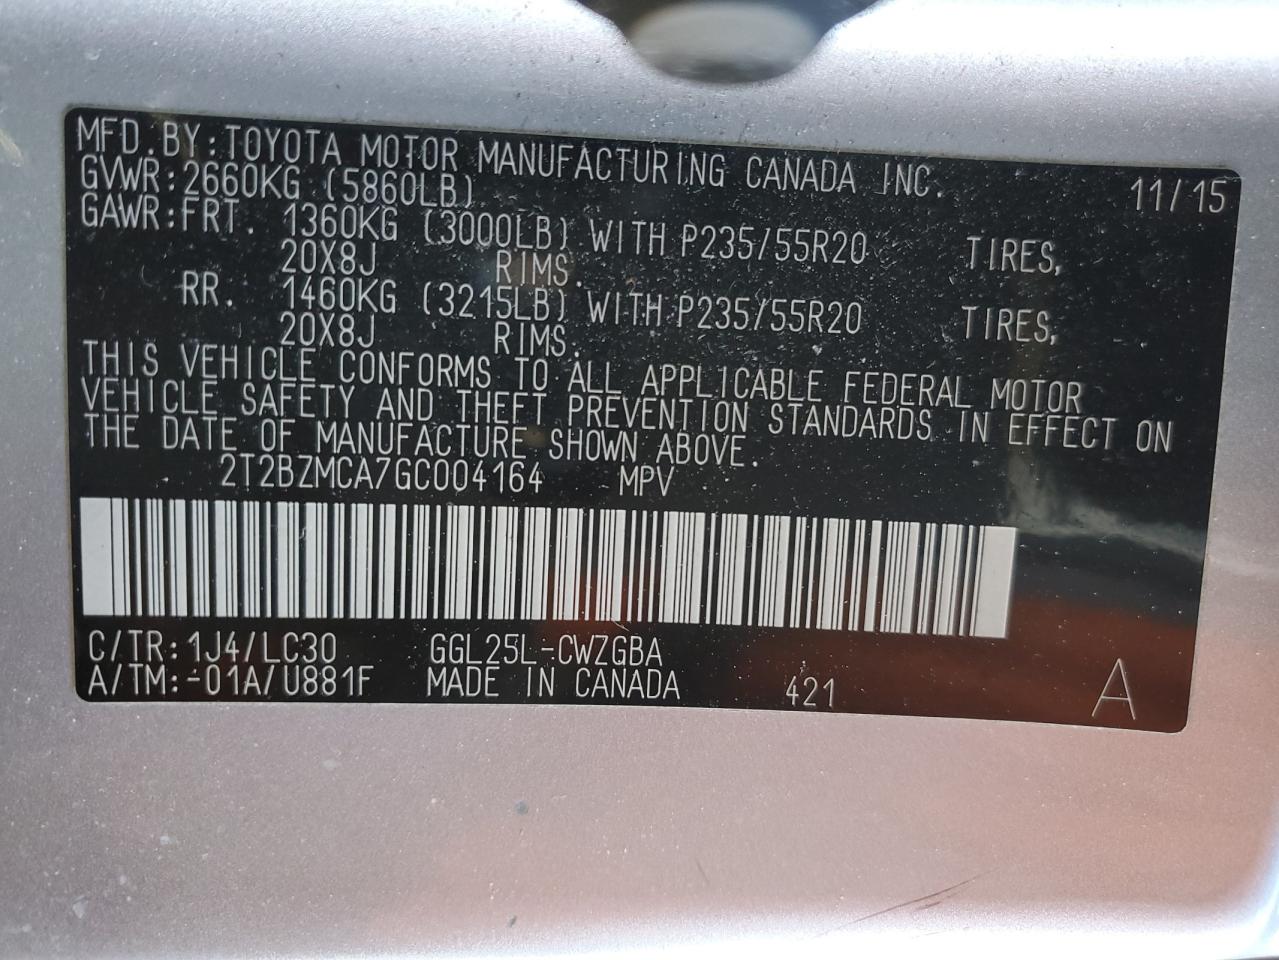 MFD.BY:TOYOTA MOTOR MANUFACTURING CANADA INC. 11/15
GVWR:2660KG (5860LB)
GAWR:FRT. 1360KG (3000LB) WITH P235/55R20 TIRES,
20X8J RIMS.
RR. 1460KG (3215LB) WITH P235/55R20 TIRES,
20X8J RIMS.
THIS VEHICLE CONFORMS TO ALL APPLICABLE FEDERAL MOTOR
VEHICLE SAFETY AND THEFT PREVENTION STANDARDS IN EFFECT ON
THE DATE OF MANUFACTURE SHOWN ABOVE.
2T2BZMCA7GC004164 MPV
C/TR:1J4/LC30 GGL25L-CWZGBA
A/TM:-01A/U881F MADE IN CANADA 421 A